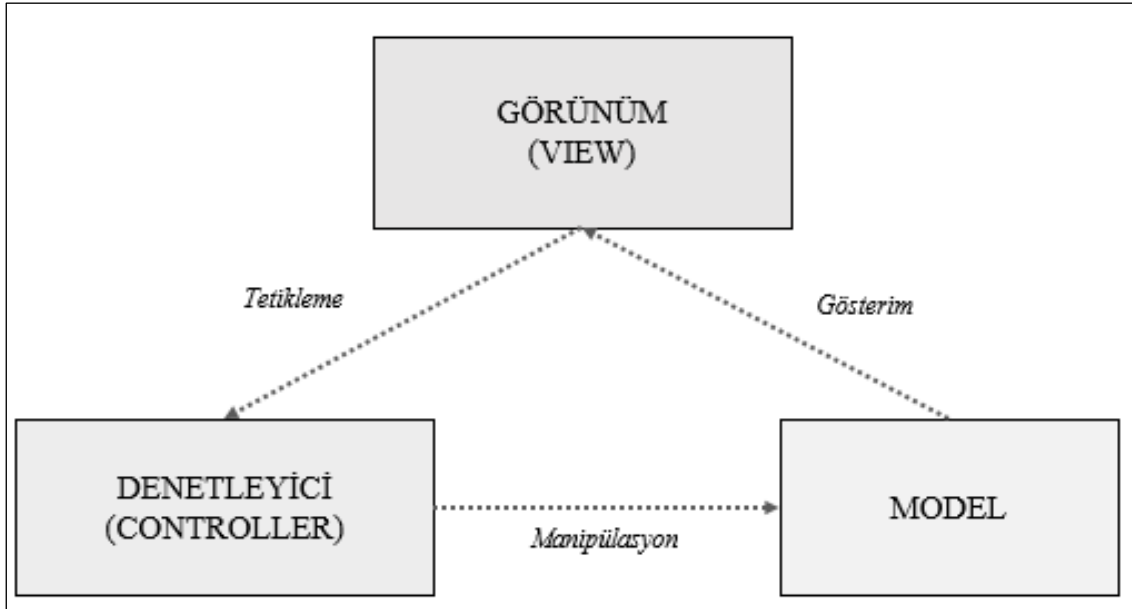 GÖRÜNÜM
(VIEW)
Tetikleme
Gösterim
DENETLEYİCİ
(CONTROLLER)
Manipülasyon
MODEL